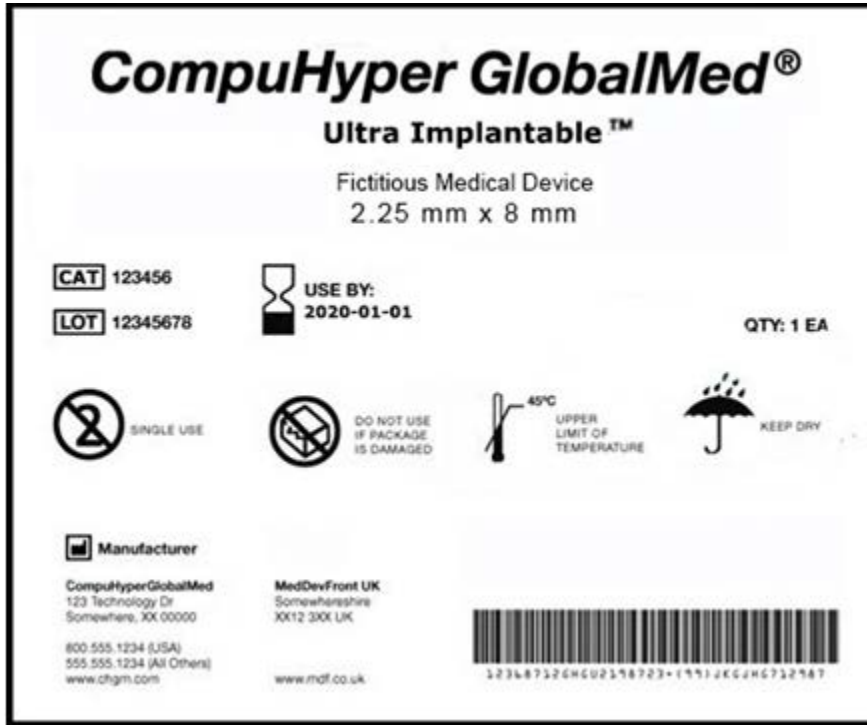 CompuHyper GlobalMed®
Ultra Implantable™
Fictitious Medical Device
2.25 mm x 8 mm
CAT 123456
LOT 12345678
USE BY:
2020-01-01
QTY: 1 EA
2
SINGLE USE
DO NOT USE
IF PACKAGE
IS DAMAGED
45°C
UPPER
LIMIT OF
TEMPERATURE
KEEP DRY
Manufacturer
CompuHyperGlobalMed
123 Technology Dr
Somewhere, XX 00000
800.555.1234 (USA)
555.555.1234 (All Others)
www.chgm.com
MedDevFront UK
Somewhereshire
XX12 3XX UK
www.mdf.co.uk